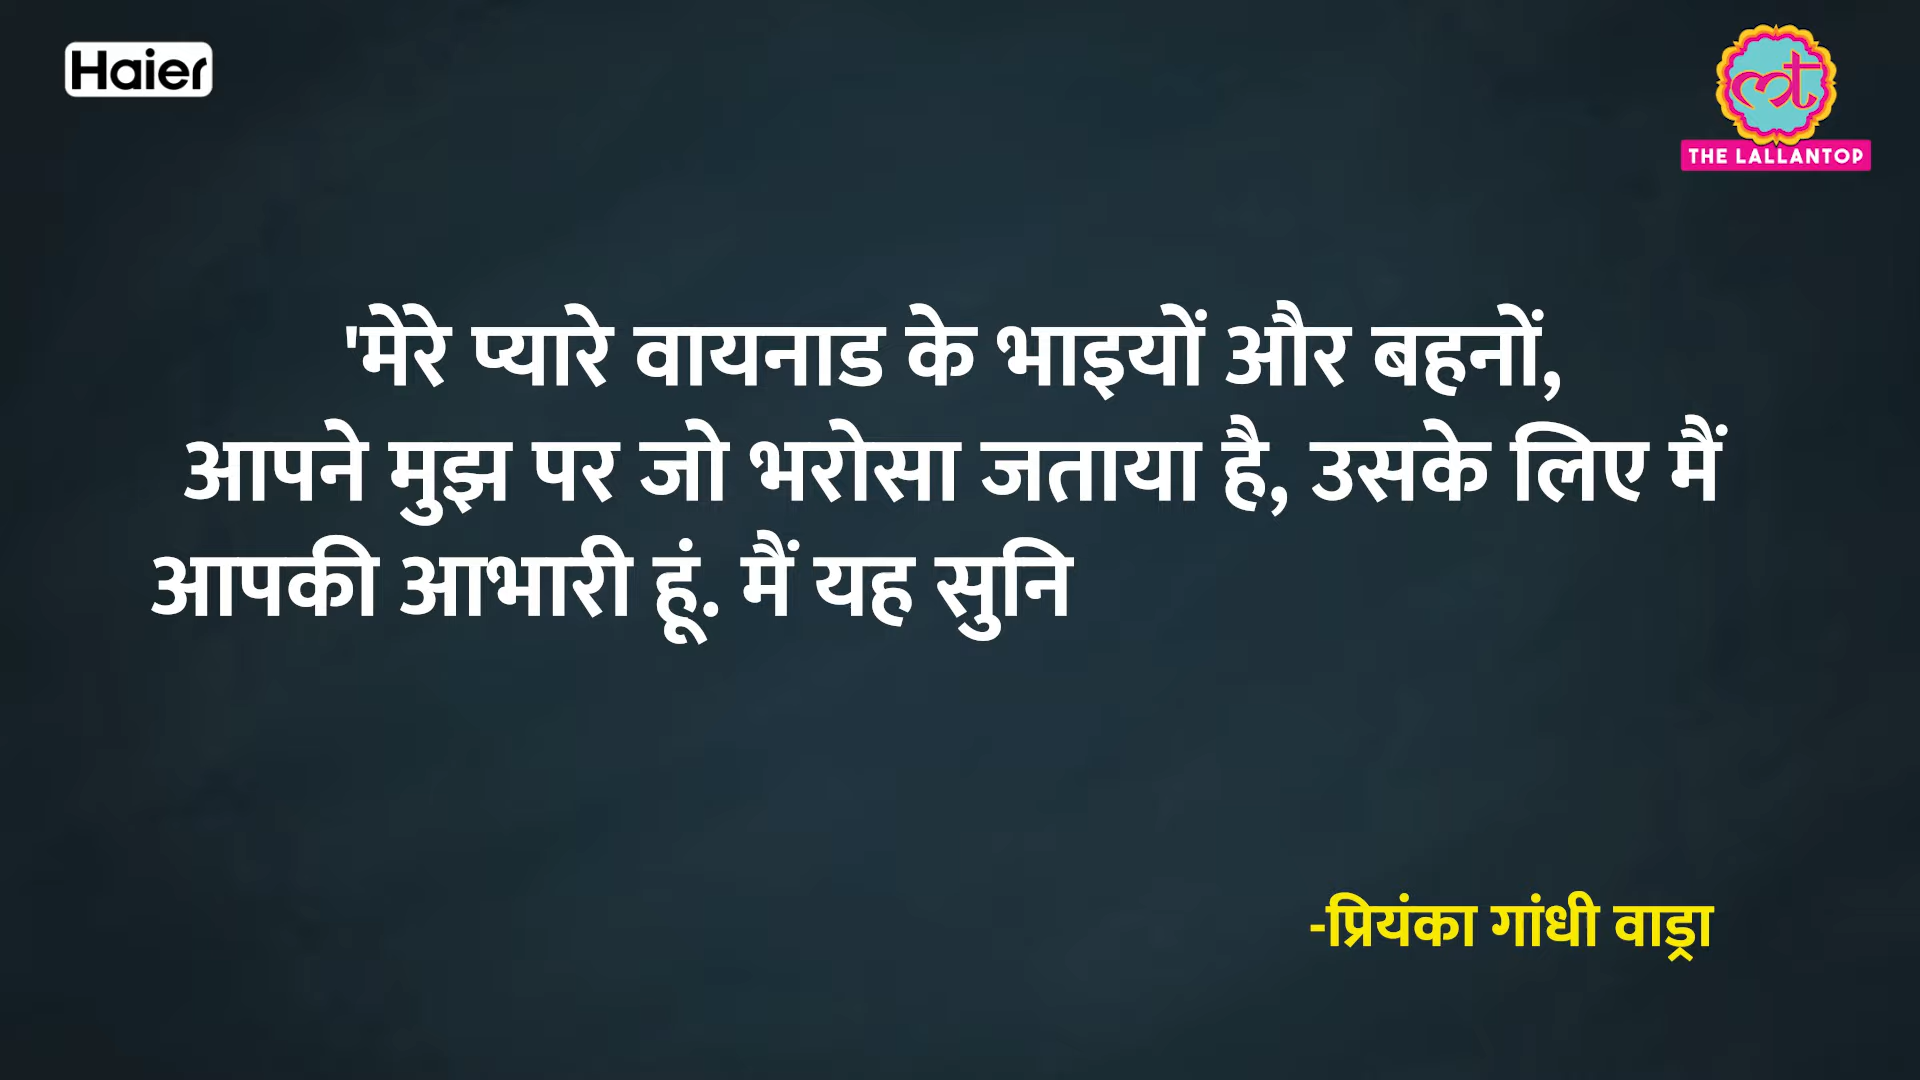 Haier
THE LALLANTOP
'मेरे प्यारे वायनाड के भाइयों और बहनों,
आपने मुझ पर जो भरोसा जताया है, उसके लिए मैं
आपकी आभारी हूं. मैं यह सुनि
-प्रियंका गांधी वाड्रा